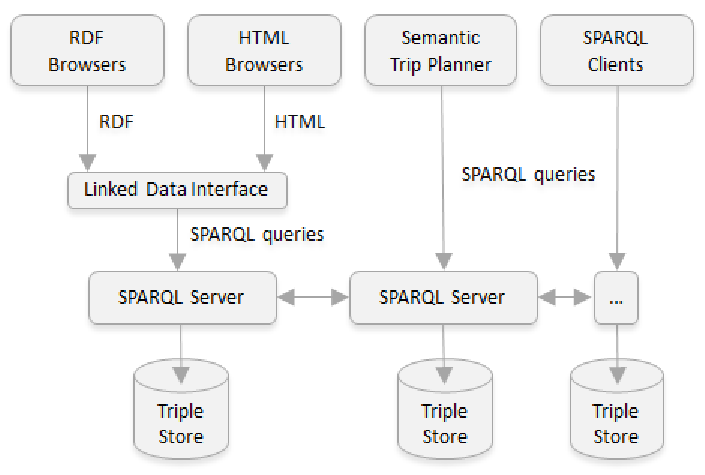 RDF
Browsers
HTML
Browsers
Semantic
Trip Planner
SPARQL
Clients
RDF
HTML
Linked Data Interface
SPARQL queries
SPARQL queries
SPARQL Server
SPARQL Server
...
Triple
Store
Triple
Store
Triple
Store